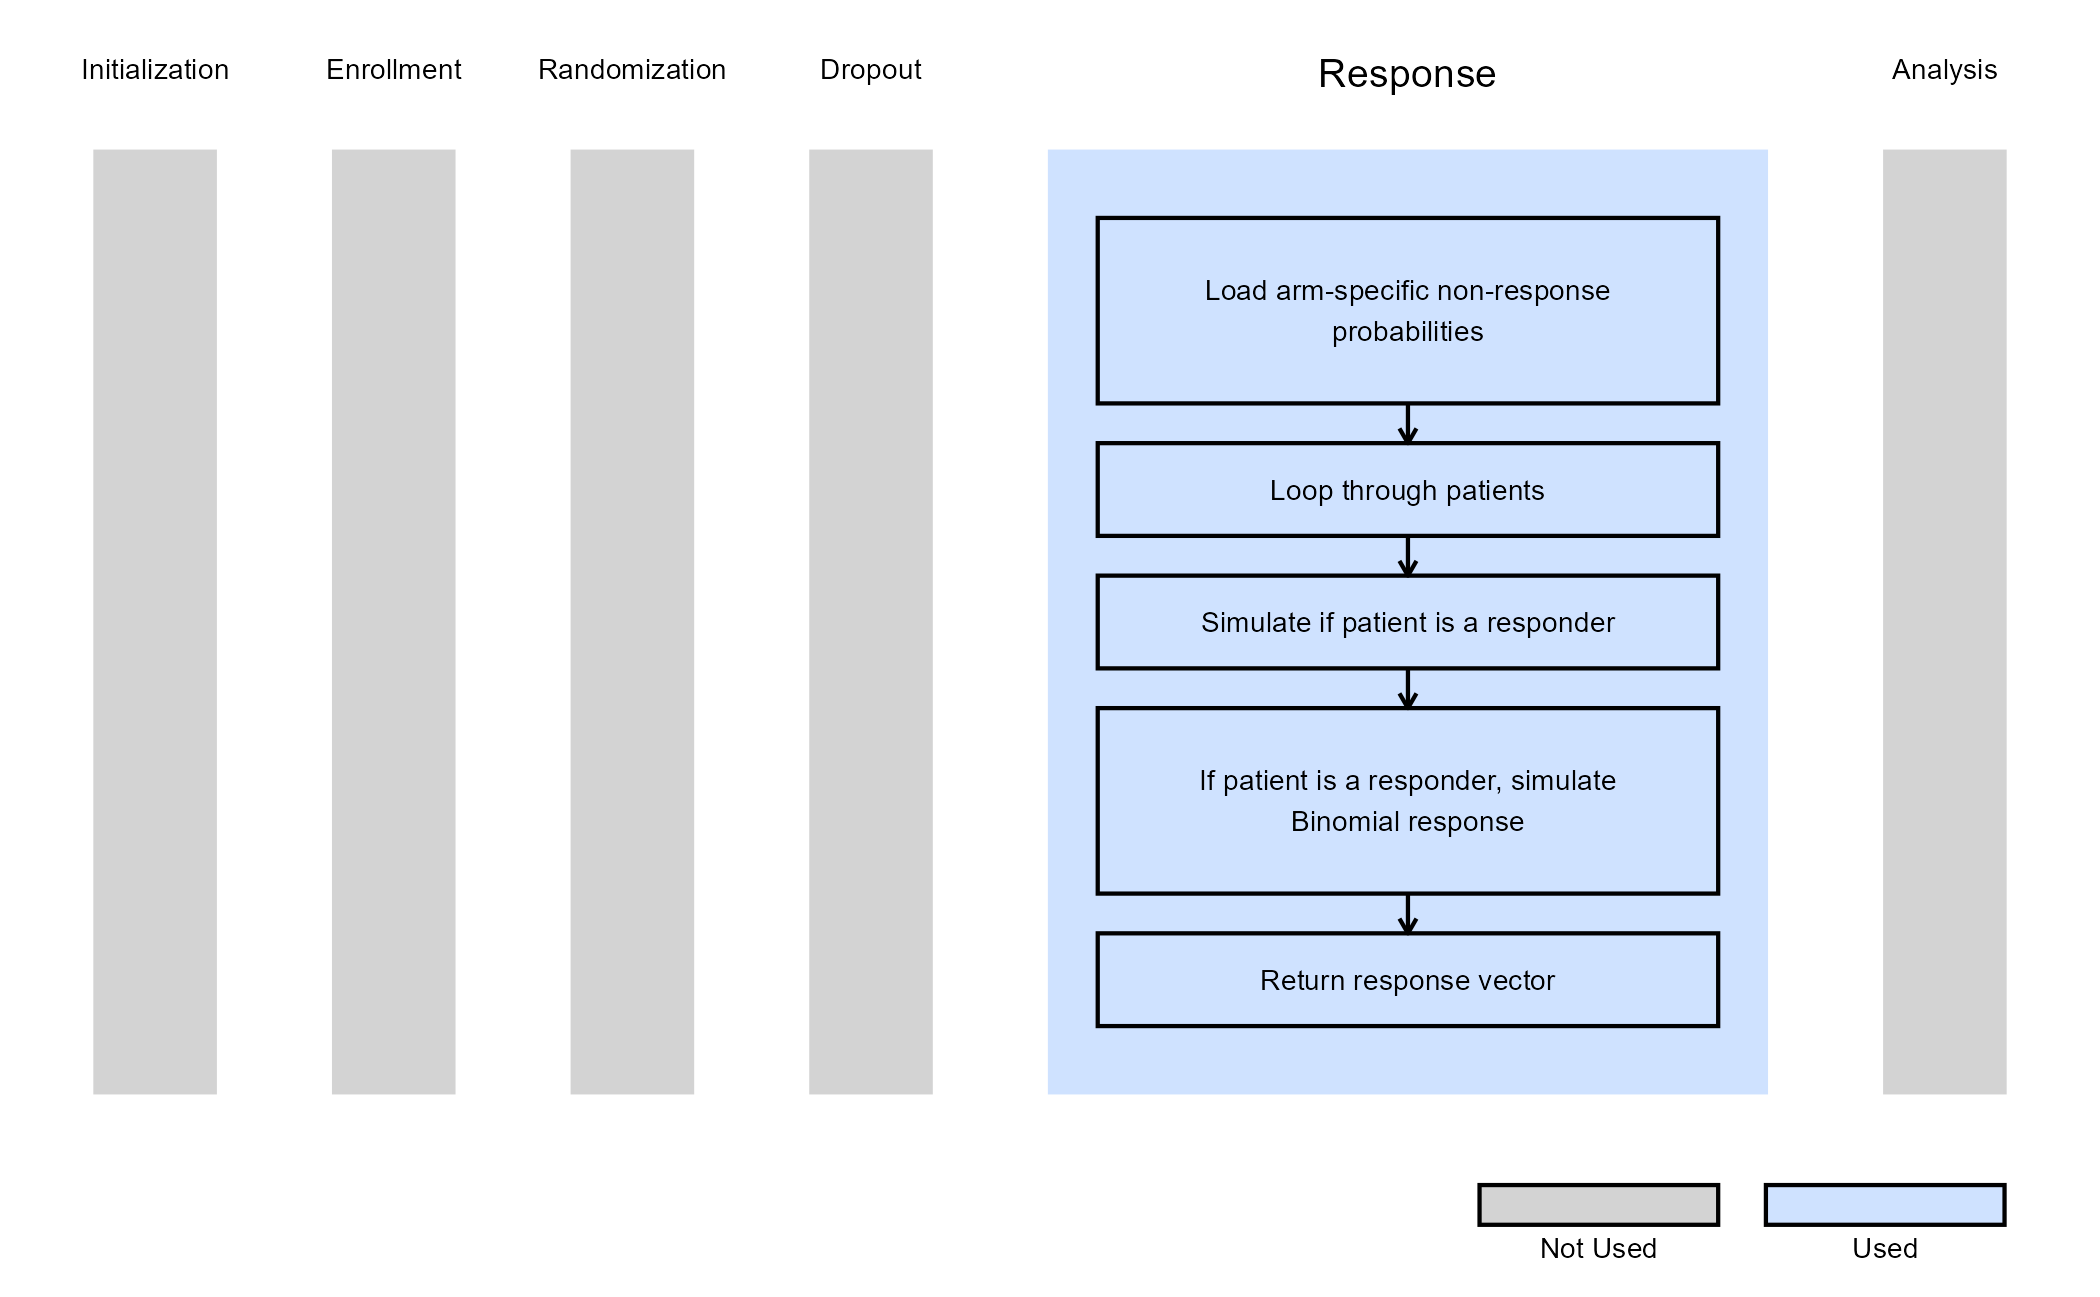 Initialization
Enrollment
Randomization
Dropout
Response
Analysis
Load arm-specific non-response
probabilities
Loop through patients
Simulate if patient is a responder
If patient is a responder, simulate
Binomial response
Return response vector
Not Used
Used